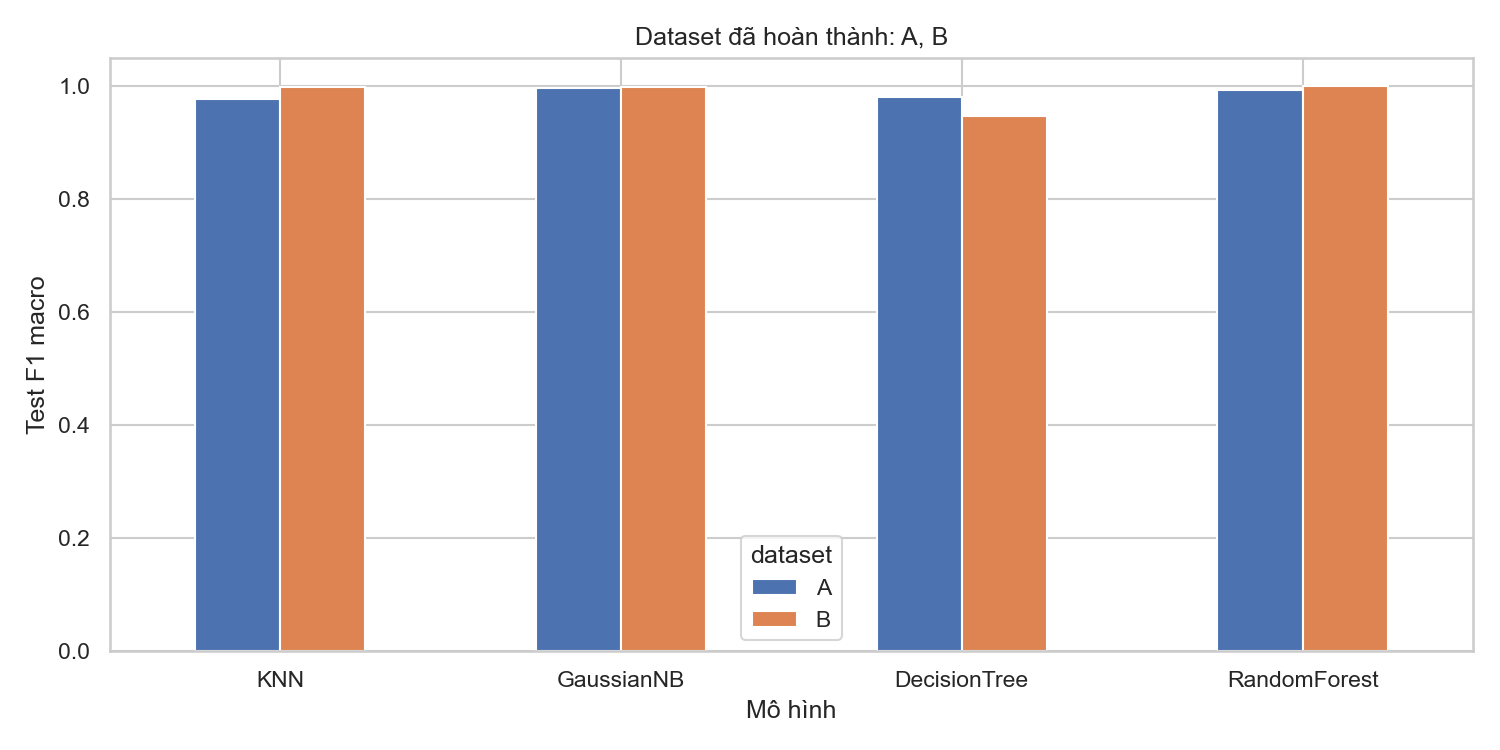 Dataset đã hoàn thành: A, B
Test F1 macro
1.0
0.8
0.6
0.4
0.2
0.0
dataset
A
B
KNN GaussianNB DecisionTree RandomForest
Mô hình